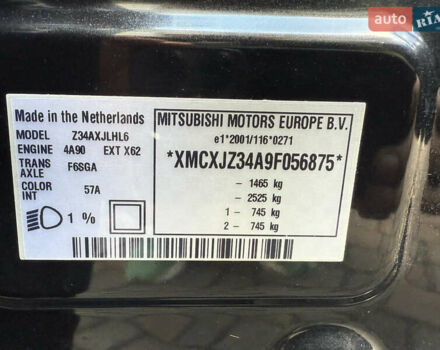 auto
RIA
Made in the Netherlands
MODEL Z34AXJLHL6
ENGINE 4A90 EXT X62
TRANS
AXLE F6SGA
COLOR
INT 57A
1 %
MITSUBISHI MOTORS EUROPE B.V.
e1*2001/116*0271
*XMCXJZ34A9F056875*
- 1465 kg
- 2525 kg
1 - 745 kg
2 - 745 kg